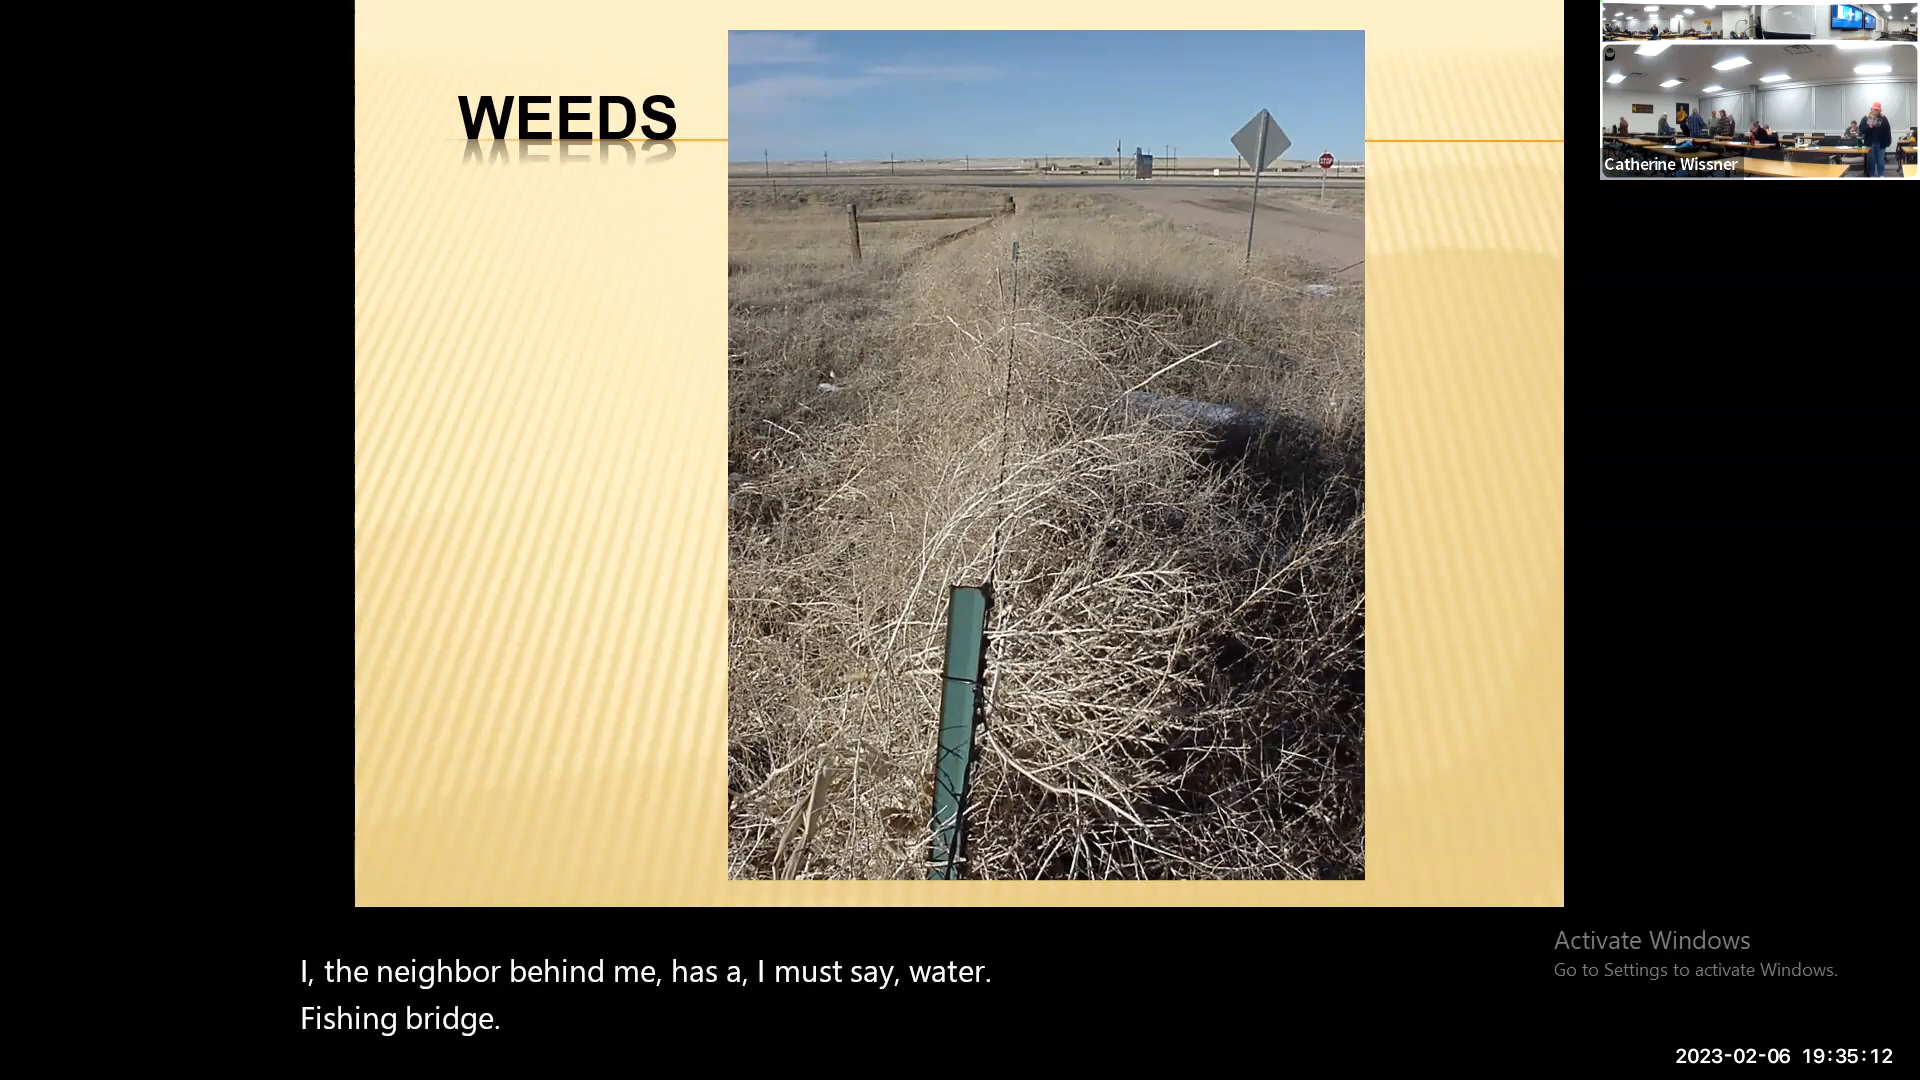 WEEDS
STOP
Catherine Wissner
I, the neighbor behind me, has a, I must say, water.
Fishing bridge.
Activate Windows
Go to Settings to activate Windows.
2023-02-06 19:35:12